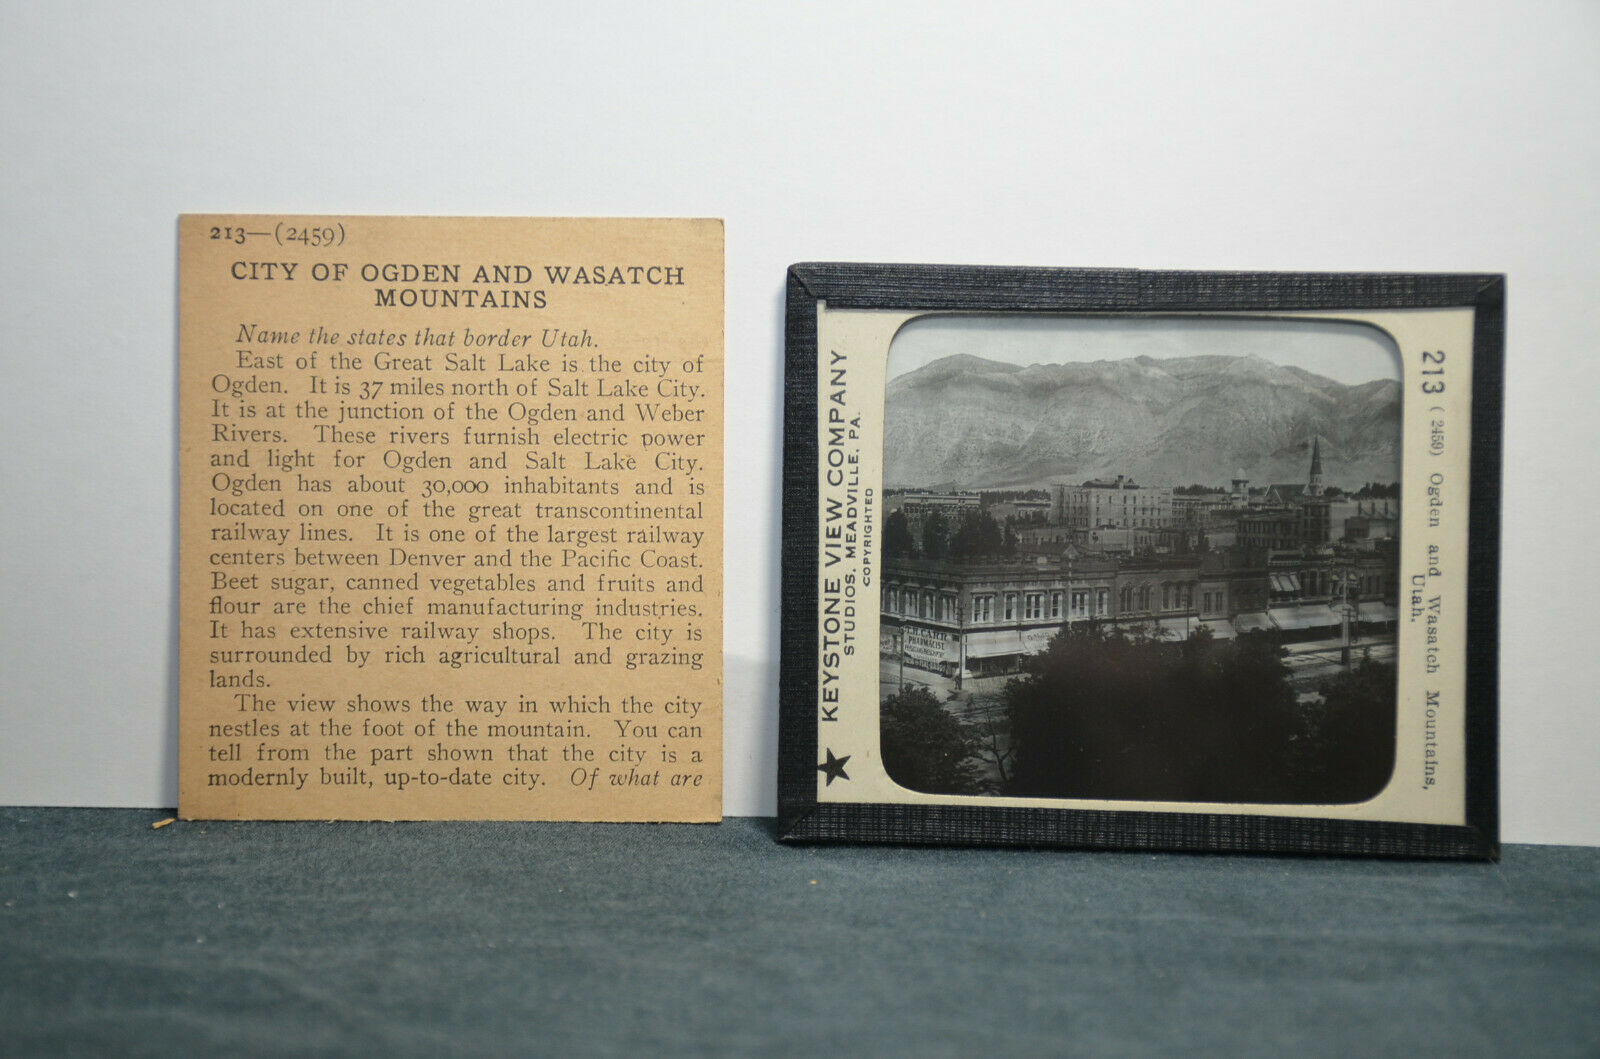 213—(2459)
CITY OF OGDEN AND WASATCH
MOUNTAINS
Name the states that border Utah.
East of the Great Salt Lake is the city of
Ogden. It is 37 miles north of Salt Lake City.
It is at the junction of the Ogden and Weber
Rivers. These rivers furnish electric power
and light for Ogden and Salt Lake City.
Ogden has about 30,000 inhabitants and is
located on one of the great transcontinental
railway lines. It is one of the largest railway
centers between Denver and the Pacific Coast.
Beet sugar, canned vegetables and fruits and
flour are the chief manufacturing industries.
It has extensive railway shops. The city is
surrounded by rich agricultural and grazing
lands.
The view shows the way in which the city
nestles at the foot of the mountain. You can
tell from the part shown that the city is a
modernly built, up-to-date city. Of what are
KEYSTONE VIEW COMPANY
STUDIOS, MEADVILLE, PA.
COPYRIGHTED
CARR
PHARMACIST
213 (2459) Ogden and Wasatch Mountains,
Utah.